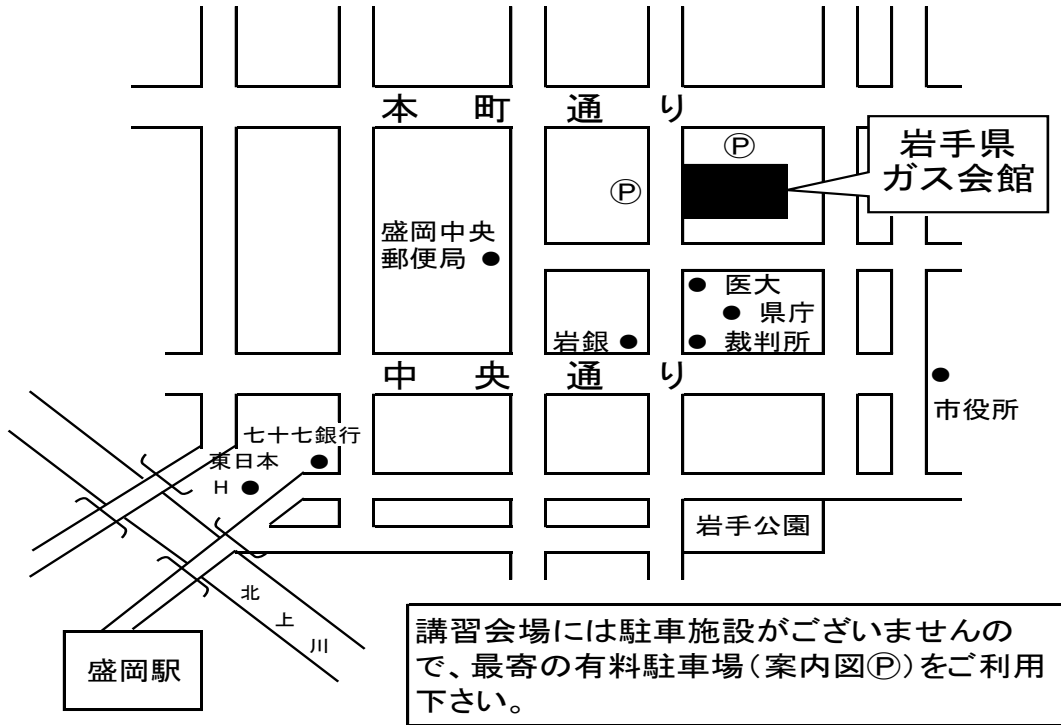 本町通り
Ⓟ
岩手県
ガス会館
Ⓟ
盛岡中央
郵便局
医大
県庁
岩銀
裁判所
中央通り
市役所
七十七銀行
東日本
H
岩手公園
北上川
盛岡駅
講習会場には駐車施設がございませんの
で、最寄の有料駐車場(案内図Ⓟ)をご利用
下さい。